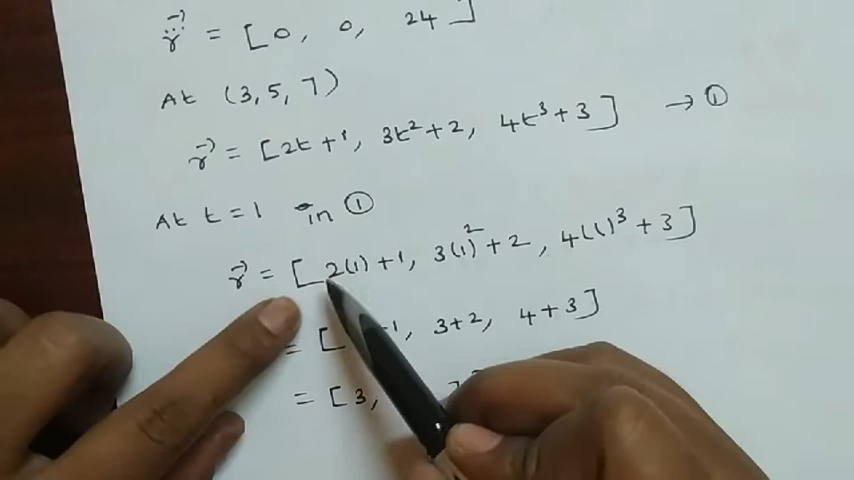 r⃛ = [0, 0, 24]
At (3, 5, 7)
r⃗ = [2t+1, 3t²+2, 4t³+3] → ①
At t=1 in ①
r⃗ = [2(1)+1, 3(1)²+2, 4(1)³+3]
= [ +1, 3+2, 4+3]
= [3, ]